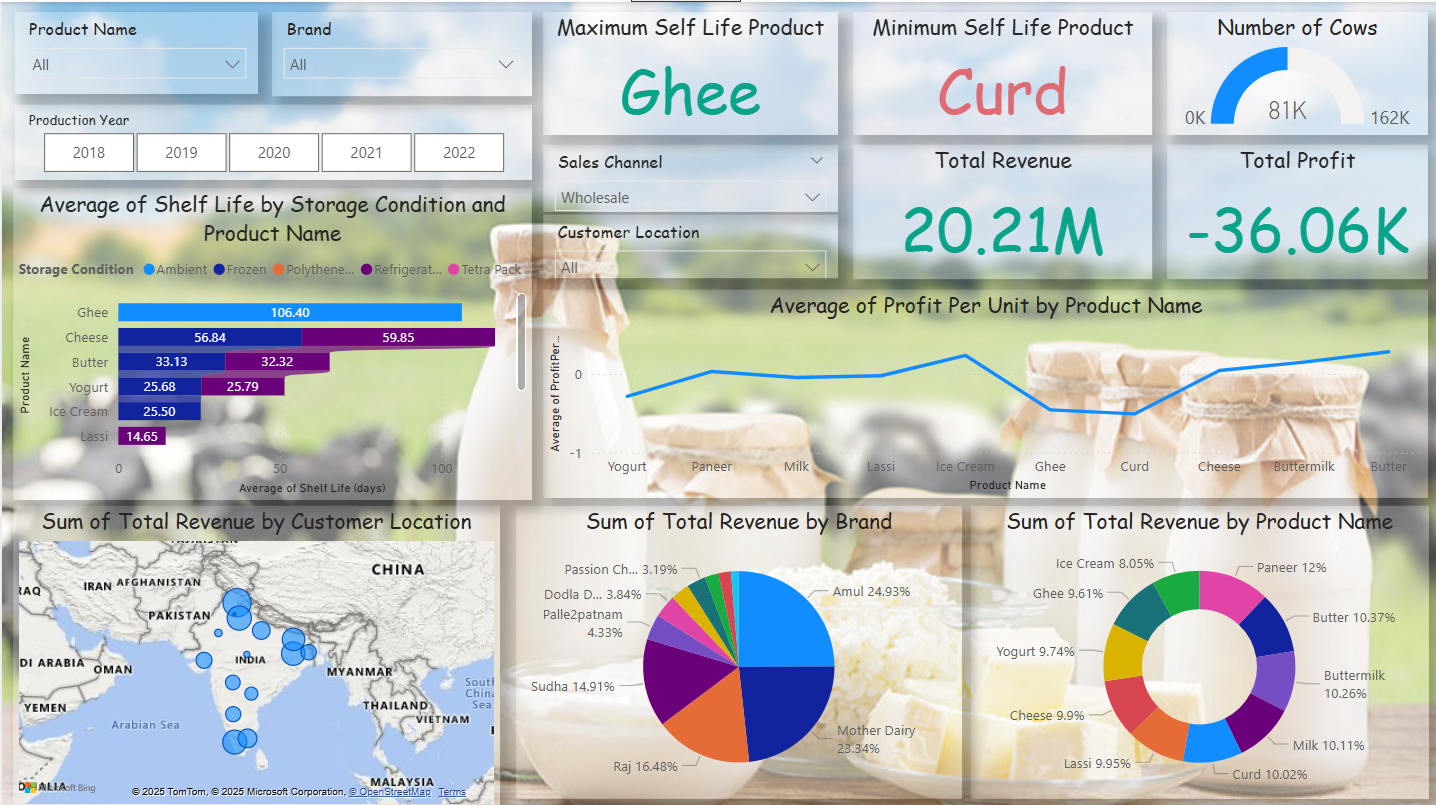 Product Name
All
Brand
All
Production Year
2018
2019
2020
2021
2022
Maximum Self Life Product
Ghee
Minimum Self Life Product
Curd
Number of Cows
0K
81K
162K
Sales Channel
Wholesale
Customer Location
All
Total Revenue
20.21M
Total Profit
-36.06K
Average of Shelf Life by Storage Condition and
Product Name
Storage Condition Ambient Frozen Polythene... Refrigerat... Tetra Pack
Product Name
Ghee 106.40
Cheese 56.84 59.85
Butter 33.13 32.32
Yogurt 25.68 25.79
Ice Cream 25.50
Lassi 14.65
0 50 100
Average of Shelf Life (days)
Average of Profit Per Unit by Product Name
Average of ProfitPer...
0
-1
Yogurt Paneer Milk Lassi Ice Cream Ghee Curd Cheese Buttermilk Butter
Product Name
Sum of Total Revenue by Customer Location
CHINA
IRAN
AFGHANISTAN
PAKISTAN
INDIA
DI ARABIA
OMAN
MYANMAR
YEMEN
Arabian Sea
THAILAND
VIETNAM
South
China
Sea
MALAYSIA
Microsoft Bing
© 2025 TomTom, © 2025 Microsoft Corporation, © OpenStreetMap Terms
Sum of Total Revenue by Brand
Passion Ch... 3.19%
Dodla D... 3.84%
Palle2patnam
4.33%
Sudha 14.91%
Raj 16.48%
Amul 24.93%
Mother Dairy
23.34%
Sum of Total Revenue by Product Name
Ice Cream 8.05%
Paneer 12%
Ghee 9.61%
Butter 10.37%
Yogurt 9.74%
Buttermilk
10.26%
Cheese 9.9%
Milk 10.11%
Lassi 9.95%
Curd 10.02%